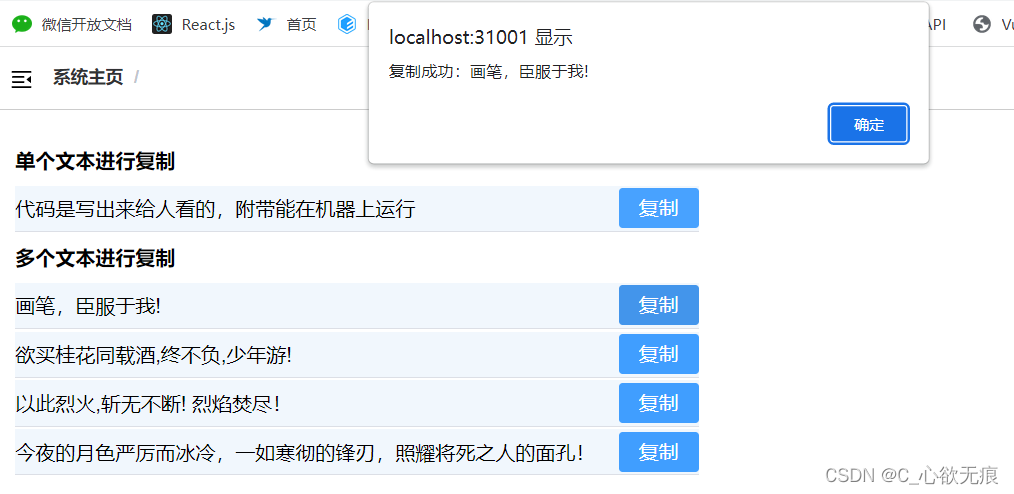 微信开放文档 React.js 首页
API Vu
localhost:31001 显示
复制成功：画笔，臣服于我!
确定
系统主页 /
单个文本进行复制
代码是写出来给人看的，附带能在机器上运行 复制
多个文本进行复制
画笔，臣服于我! 复制
欲买桂花同载酒,终不负,少年游! 复制
以此烈火,斩无不断! 烈焰焚尽！ 复制
今夜的月色严厉而冰冷，一如寒彻的锋刃，照耀将死之人的面孔！ 复制
CSDN @C_心欲无痕